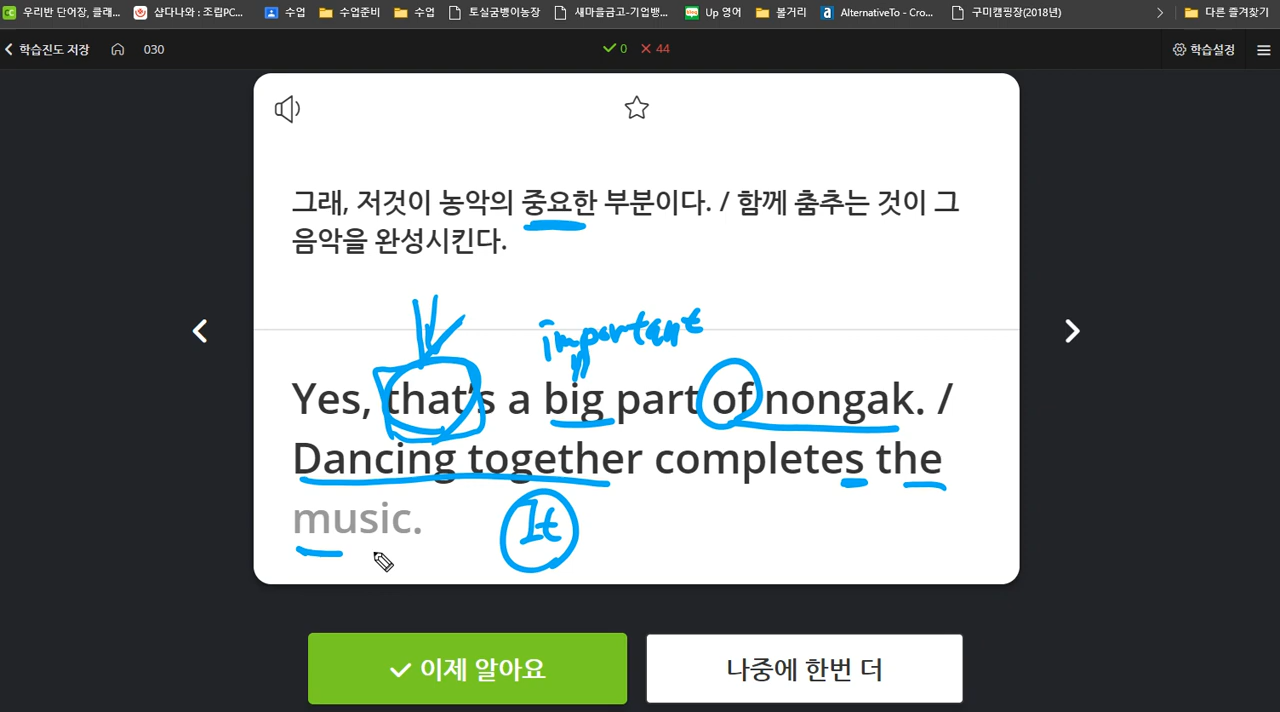 우리반 단어장, 클래... 샵다나와 : 조립PC... 수업 수업준비 수업 토실굼벵이농장 새마을금고-기업뱅... Up 영어 볼거리 AlternativeTo - Cro... 구미캠핑장(2018년) 다른 즐겨찾기
학습진도 저장 030 0 44 학습설정
그래, 저것이 농악의 중요한 부분이다. / 함께 춤추는 것이 그
음악을 완성시킨다.
important
Yes, that's a big part of nongak. /
Dancing together completes the
music.
It
이제 알아요 나중에 한번 더